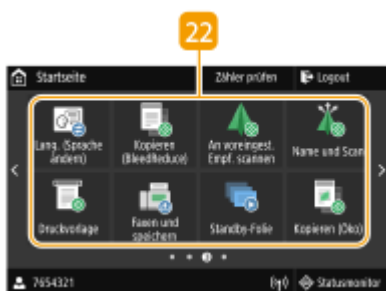 22
Startseite
Zähler prüfen
Logout
Lang. (Sprache
ändern)
Kopieren
(BleedReduce)
An voreingest.
Empf. scannen
Name und Scan
Druckvorlage
Faxen und
speichern
Standby-Folie
Kopieren (Öko)
7654321
Statusmonitor